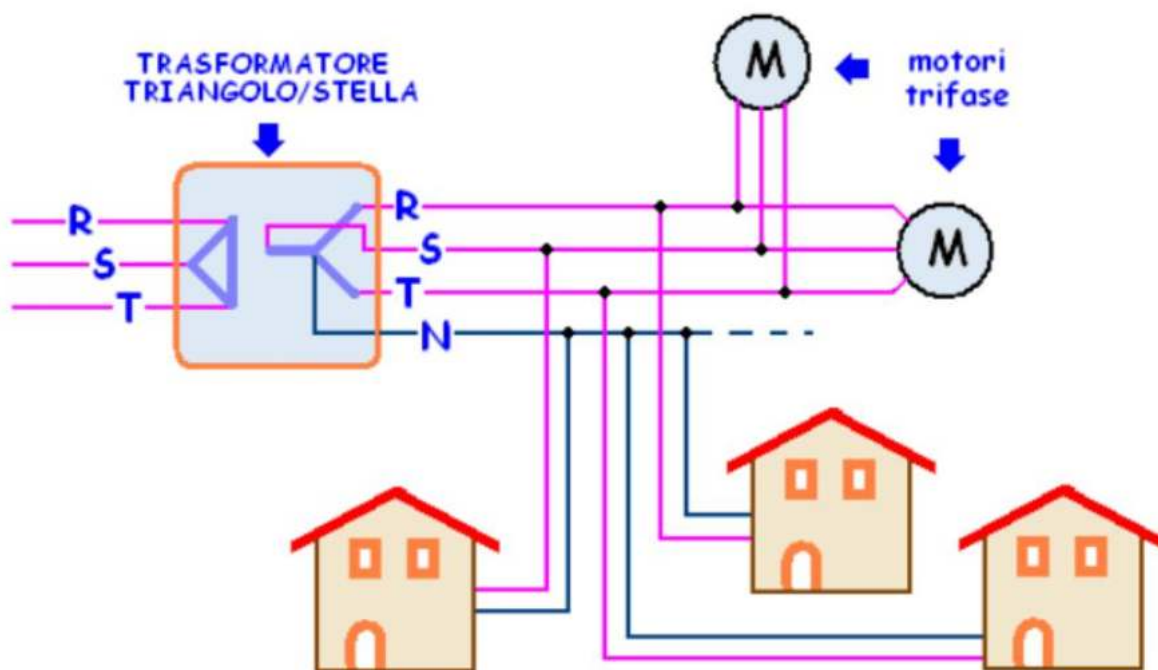 TRASFORMATORE
TRIANGOLO/STELLA
M
motori
trifase
R
S
T
R
S
T
N
M